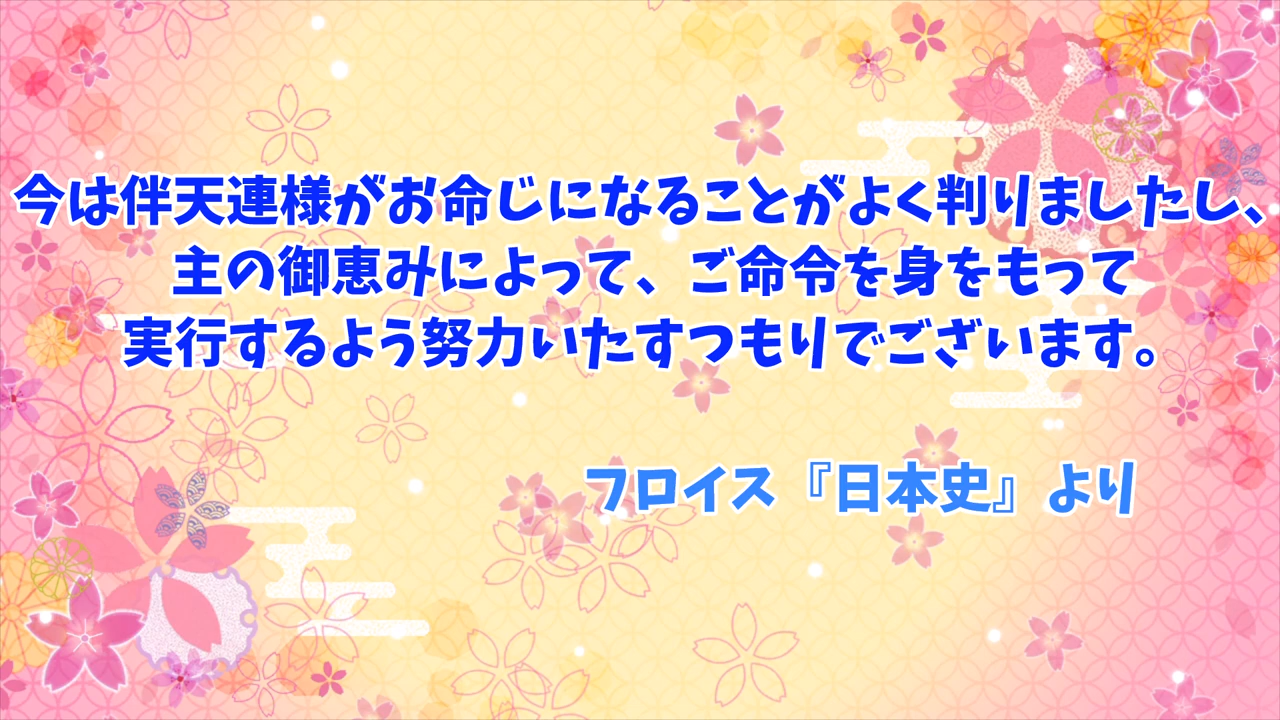 今は伴天連様がお命じになることがよく判りましたし、
主の御恵みによって、ご命令を身をもって
実行するよう努力いたすつもりでございます。
フロイス『日本史』より